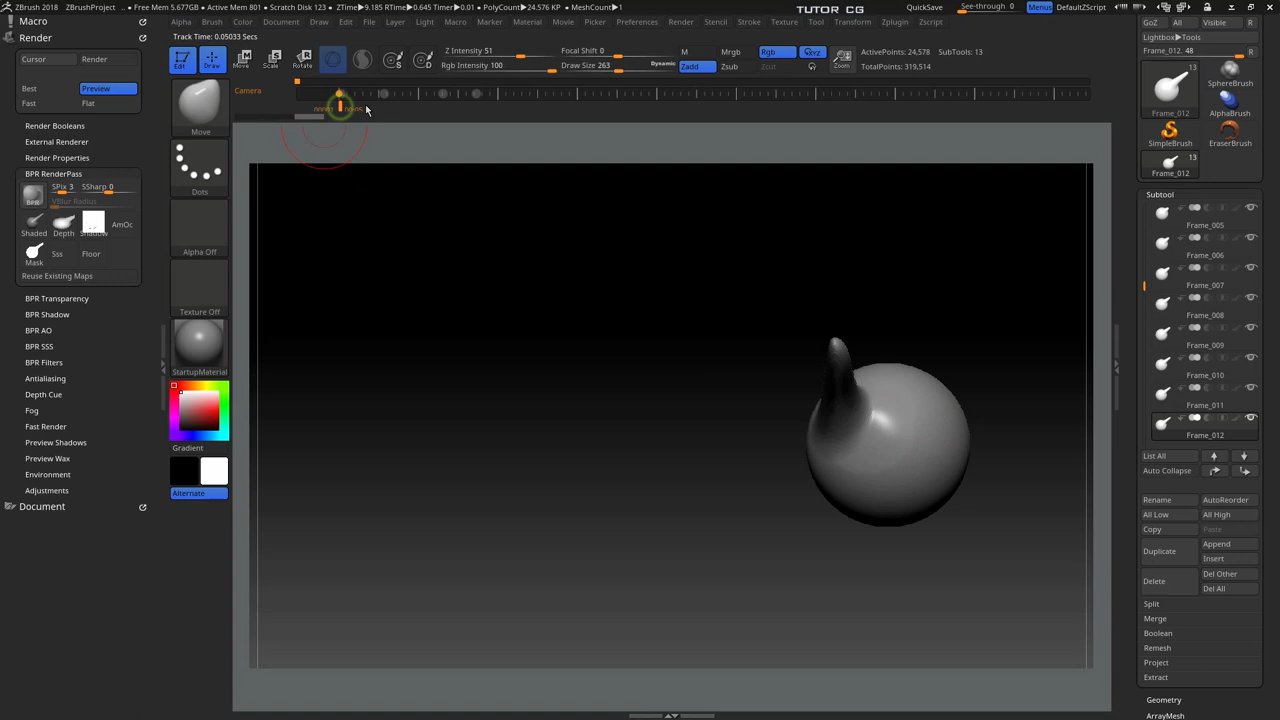 ZBrush 2018 ZBrushProject .. • Free Mem 5.677GB • Active Mem 801 • Scratch Disk 123 • ZTime▶9.185 RTime▶0.645 Timer▶0.01 • PolyCount▶24.576 KP • MeshCount▶1 TUTOR CG QuickSave See-through 0 Menus DefaultZScript
Macro Alpha Brush Color Document Draw Edit File Layer Light Macro Marker Material Movie Picker Preferences Render Stencil Stroke Texture Tool Transform Zplugin Zscript
GoZ All Visible R
Render
Lightbox▶Tools
Track Time: 0.05033 Secs
Frame_012. 48 R
Cursor Render
Best Preview
Fast Flat
Edit Draw Move Scale Rotate S D
Z Intensity 51 Focal Shift 0 M Mrgb Rgb Xyz ActivePoints: 24,578 SubTools: 13
Rgb Intensity 100 Draw Size 263 Dynamic Zadd Zsub Zcut Zoom TotalPoints: 319,514
Camera
Move
Dots
Alpha Off
Texture Off
StartupMaterial
Gradient
Alternate
Render Booleans
External Renderer
Render Properties
BPR RenderPass
BPR SPix 3 SSharp 0
VBlur Radius
Shaded Depth Shadow AmOc
Mask Sss Floor
Reuse Existing Maps
BPR Transparency
BPR Shadow
BPR AO
BPR SSS
BPR Filters
Antialiasing
Depth Cue
Fog
Fast Render
Preview Shadows
Preview Wax
Environment
Adjustments
Document
13
Frame_012
SphereBrush
AlphaBrush
SimpleBrush EraserBrush
13
Frame_012
Subtool
Frame_005
Frame_006
Frame_007
Frame_008
Frame_009
Frame_010
Frame_011
Frame_012
List All
Auto Collapse
Rename AutoReorder
All Low All High
Copy Paste
Duplicate Append
Insert
Delete Del Other
Del All
Split
Merge
Boolean
Remesh
Project
Extract
Geometry
ArrayMesh